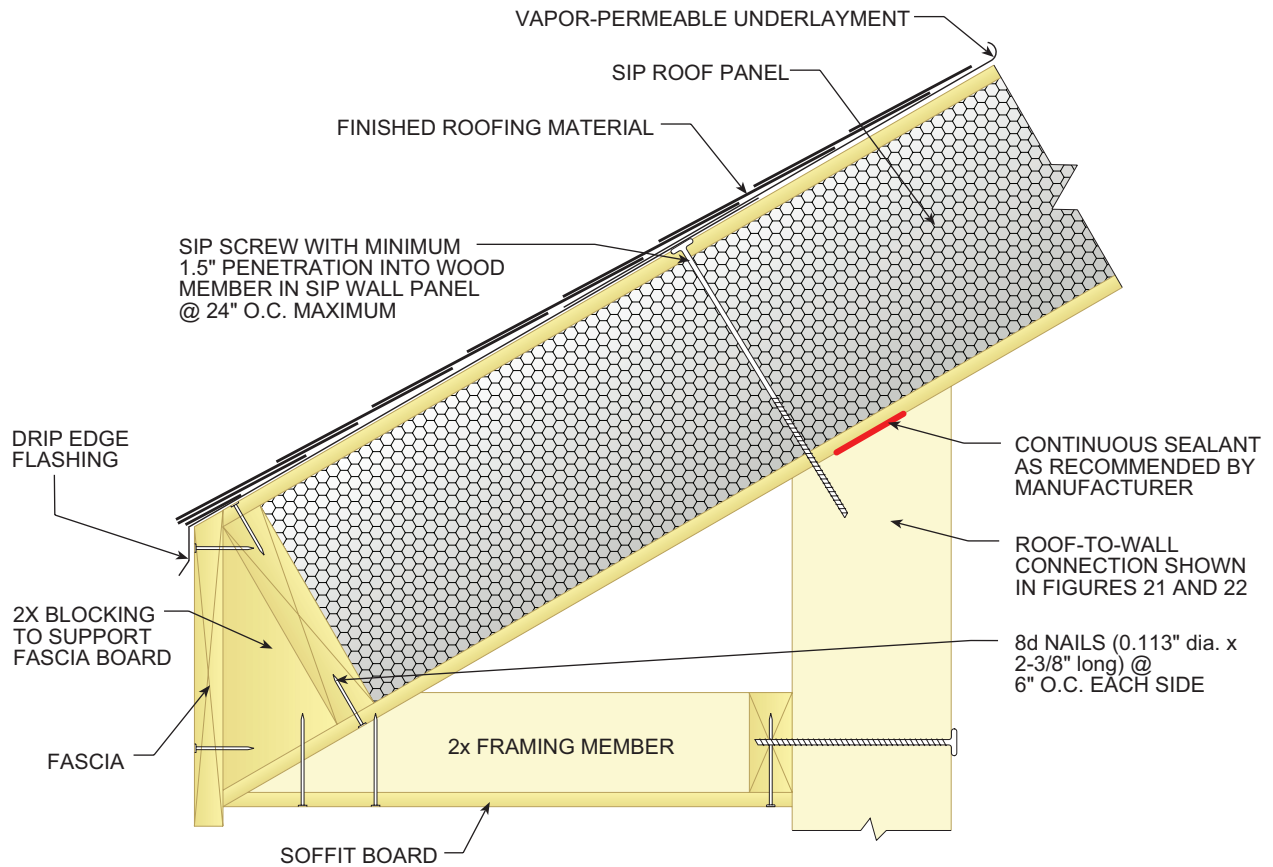 VAPOR-PERMEABLE UNDERLAYMENT
SIP ROOF PANEL
FINISHED ROOFING MATERIAL
SIP SCREW WITH MINIMUM
1.5" PENETRATION INTO WOOD
MEMBER IN SIP WALL PANEL
@ 24" O.C. MAXIMUM
DRIP EDGE
FLASHING
CONTINUOUS SEALANT
AS RECOMMENDED BY
MANUFACTURER
ROOF-TO-WALL
CONNECTION SHOWN
IN FIGURES 21 AND 22
2X BLOCKING
TO SUPPORT
FASCIA BOARD
8d NAILS (0.113" dia. x
2-3/8" long) @
6" O.C. EACH SIDE
2x FRAMING MEMBER
FASCIA
SOFFIT BOARD